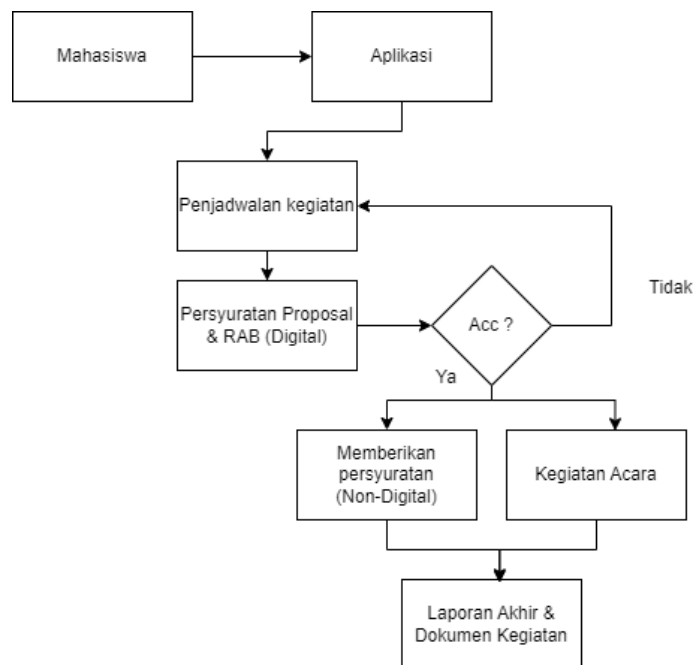 Mahasiswa
Aplikasi
Penjadwalan kegiatan
Persyuratan Proposal
& RAB (Digital)
Acc ?
Tidak
Ya
Memberikan
persyuratan
(Non-Digital)
Kegiatan Acara
Laporan Akhir &
Dokumen Kegiatan